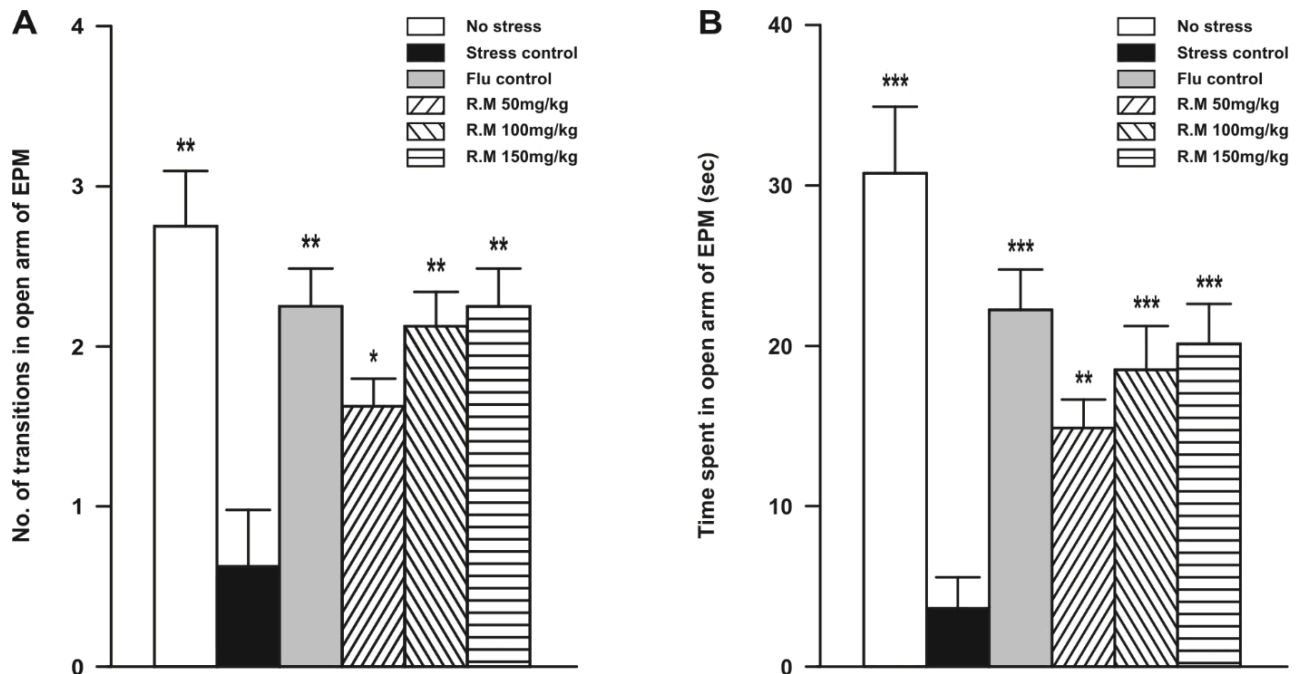 A
No. of transitions in open arm of EPM
4
3
2
1
0
No stress
Stress control
Flu control
R.M 50mg/kg
R.M 100mg/kg
R.M 150mg/kg
**
**
*
**
**
B
Time spent in open arm of EPM (sec)
40
30
20
10
0
No stress
Stress control
Flu control
R.M 50mg/kg
R.M 100mg/kg
R.M 150mg/kg
***
***
**
***
***